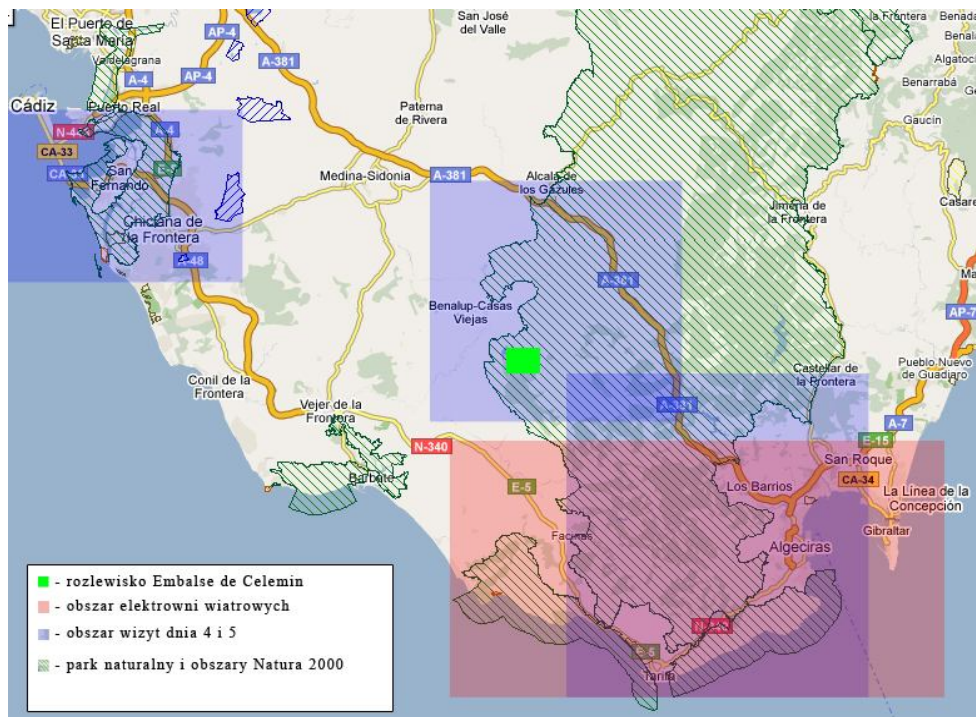 El Puerto de
Santa María
Valdelagrana
AP-4
A-381
San José
del Valle
la Frontera
Benarrabá
Gaucín
AP-4
A-4
Cádiz
Puerto Real
N-443
A-4
CA-33
San
Fernando
Chiclana de
la Frontera
A-48
Paterna
de Rivera
Medina-Sidonia
A-381
Alcalá de
los Gazules
Jimena de
la Frontera
Casares
A-381
AP-7
Benalup-Casas
Viejas
Pueblo Nuevo
de Guadiaro
Castellar de
la Frontera
Conil de la
Frontera
A-381
A-7
Vejer de la
Frontera
E-15
N-340
San Roque
Barbate
E-5
Los Barrios
CA-34
La Línea de la
Concepción
Facinas
Gibraltar
Algeciras
N-340
E-5
Tarifa
- rozlewisko Embalse de Celemin
- obszar elektrowni wiatrowych
- obszar wizyt dnia 4 i 5
- park naturalny i obszary Natura 2000